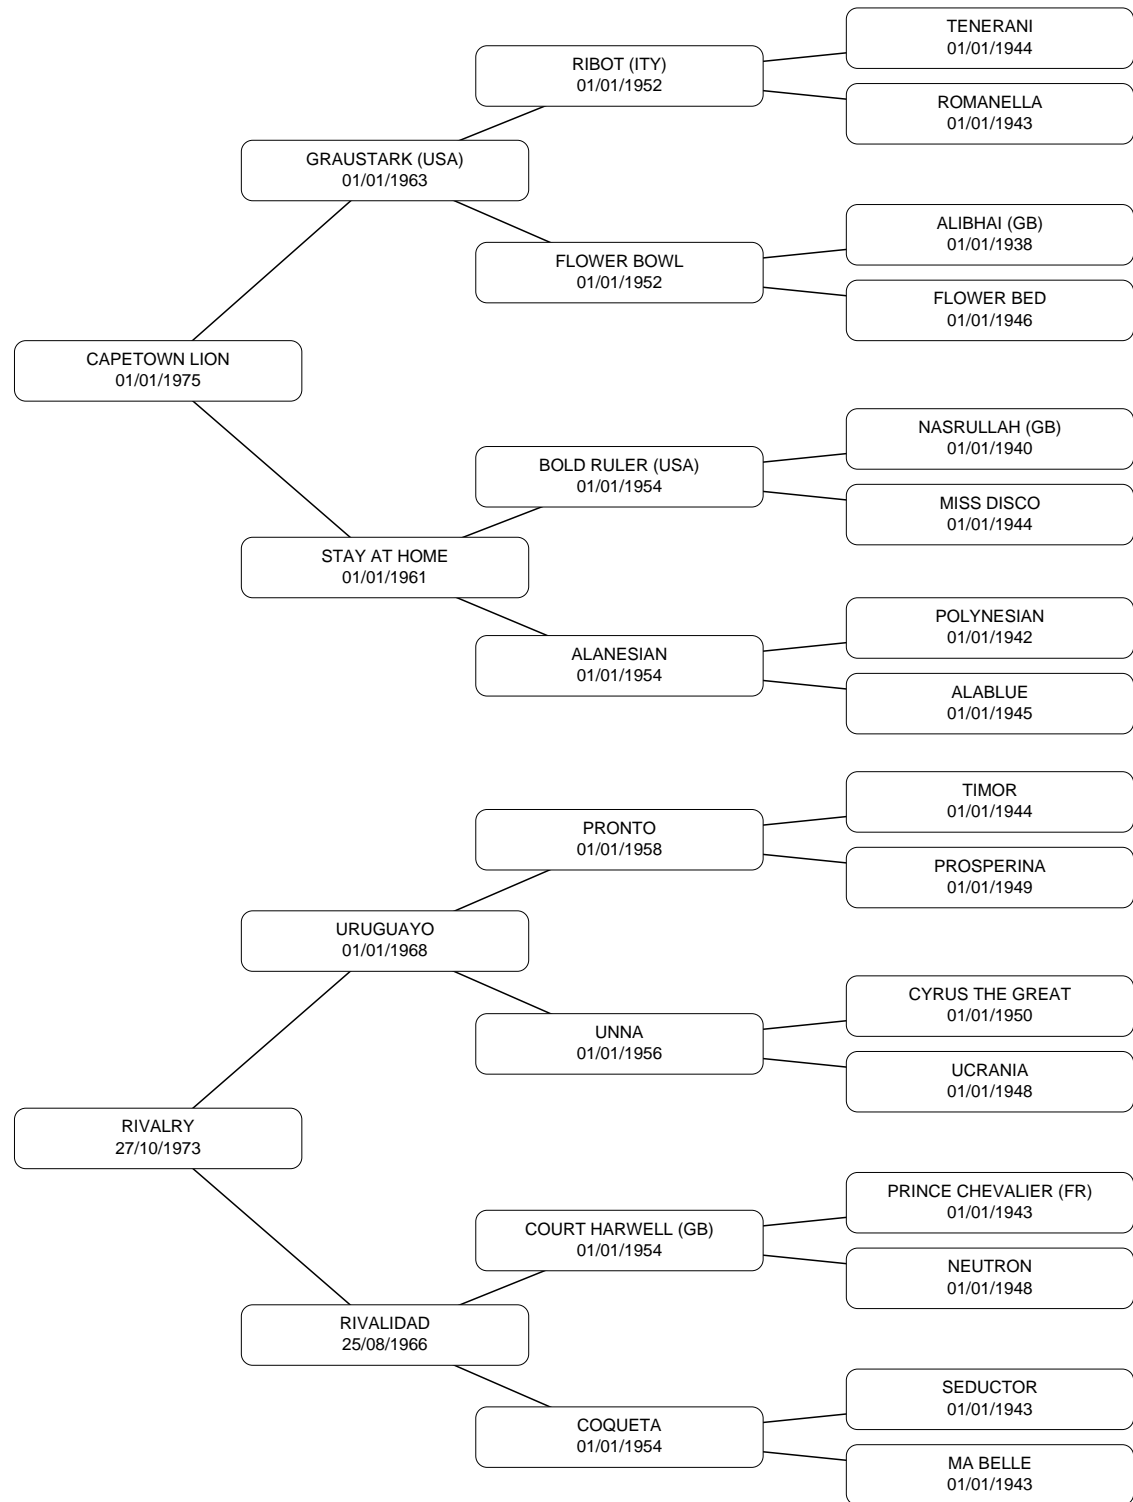 TENERANI
01/01/1944
RIBOT (ITY)
01/01/1952
ROMANELLA
01/01/1943
GRAUSTARK (USA)
01/01/1963
ALIBHAI (GB)
01/01/1938
FLOWER BOWL
01/01/1952
FLOWER BED
01/01/1946
CAPETOWN LION
01/01/1975
NASRULLAH (GB)
01/01/1940
BOLD RULER (USA)
01/01/1954
MISS DISCO
01/01/1944
STAY AT HOME
01/01/1961
POLYNESIAN
01/01/1942
ALANESIAN
01/01/1954
ALABLUE
01/01/1945
TIMOR
01/01/1944
PRONTO
01/01/1958
PROSPERINA
01/01/1949
URUGUAYO
01/01/1968
CYRUS THE GREAT
01/01/1950
UNNA
01/01/1956
UCRANIA
01/01/1948
RIVALRY
27/10/1973
PRINCE CHEVALIER (FR)
01/01/1943
COURT HARWELL (GB)
01/01/1954
NEUTRON
01/01/1948
RIVALIDAD
25/08/1966
SEDUCTOR
01/01/1943
COQUETA
01/01/1954
MA BELLE
01/01/1943